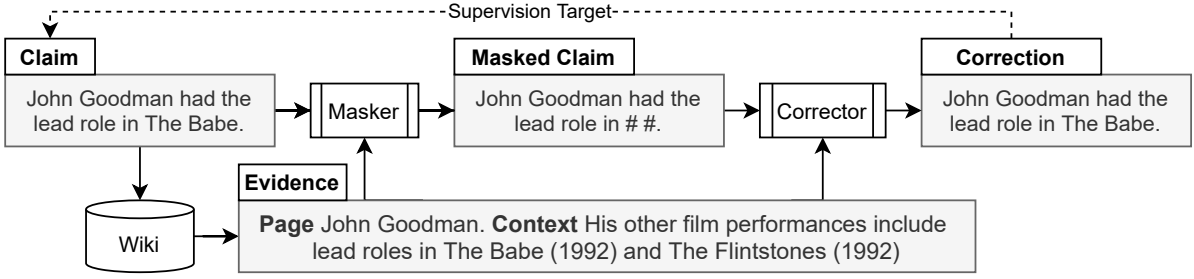 Supervision Target
Claim
John Goodman had the
lead role in The Babe.
Masker
Masked Claim
John Goodman had the
lead role in # #.
Corrector
Correction
John Goodman had the
lead role in The Babe.
Wiki
Evidence
Page John Goodman. Context His other film performances include
lead roles in The Babe (1992) and The Flintstones (1992)